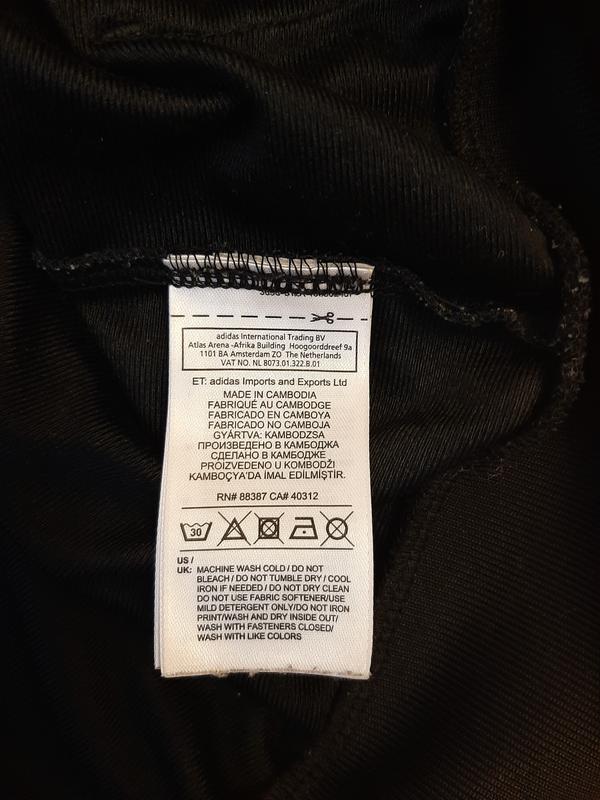 adidas International Trading BV
Atlas Arena -Afrika Building Hoogoorddreef 9a
1101 BA Amsterdam ZO The Netherlands
VAT NO. NL 8073.01.322.B.01
ET: adidas Imports and Exports Ltd
MADE IN CAMBODIA
FABRIQUÉ AU CAMBODGE
FABRICADO EN CAMBOYA
FABRICADO NO CAMBOJA
GYÁRTVA: KAMBODZSA
ПРОИЗВЕДЕНО В КАМБОДЖА
СДЕЛАНО В КАМБОДЖЕ
PROIZVEDENO U KOMBODŽI
KAMBOÇYA'DA İMAL EDİLMİŞTİR.
RN# 88387 CA# 40312
30
US /
UK: MACHINE WASH COLD / DO NOT
BLEACH / DO NOT TUMBLE DRY / COOL
IRON IF NEEDED / DO NOT DRY CLEAN
DO NOT USE FABRIC SOFTENER/USE
MILD DETERGENT ONLY/DO NOT IRON
PRINT/WASH AND DRY INSIDE OUT/
WASH WITH FASTENERS CLOSED/
WASH WITH LIKE COLORS